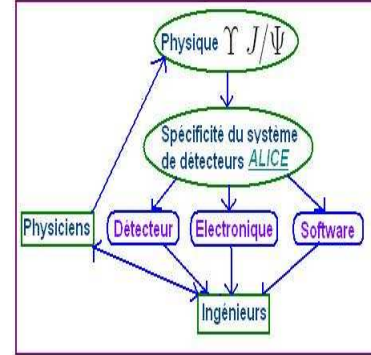 Physique ϒ J/Ψ
Spécificité du système
de détecteurs ALICE
Physiciens
Détecteur
Electronique
Software
Ingénieurs